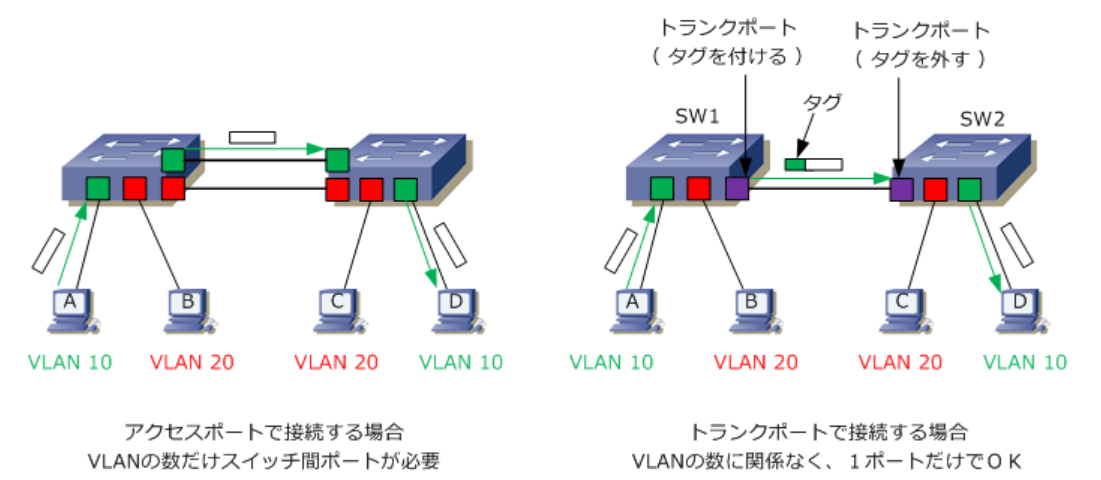 A
B
C
D
VLAN 10
VLAN 20
VLAN 20
VLAN 10
アクセスポートで接続する場合
VLANの数だけスイッチ間ポートが必要
トランクポート
（ タグを付ける ）
トランクポート
（ タグを外す ）
タグ
SW1
SW2
A
B
C
D
VLAN 10
VLAN 20
VLAN 20
VLAN 10
トランクポートで接続する場合
VLANの数に関係なく、１ポートだけでＯＫ